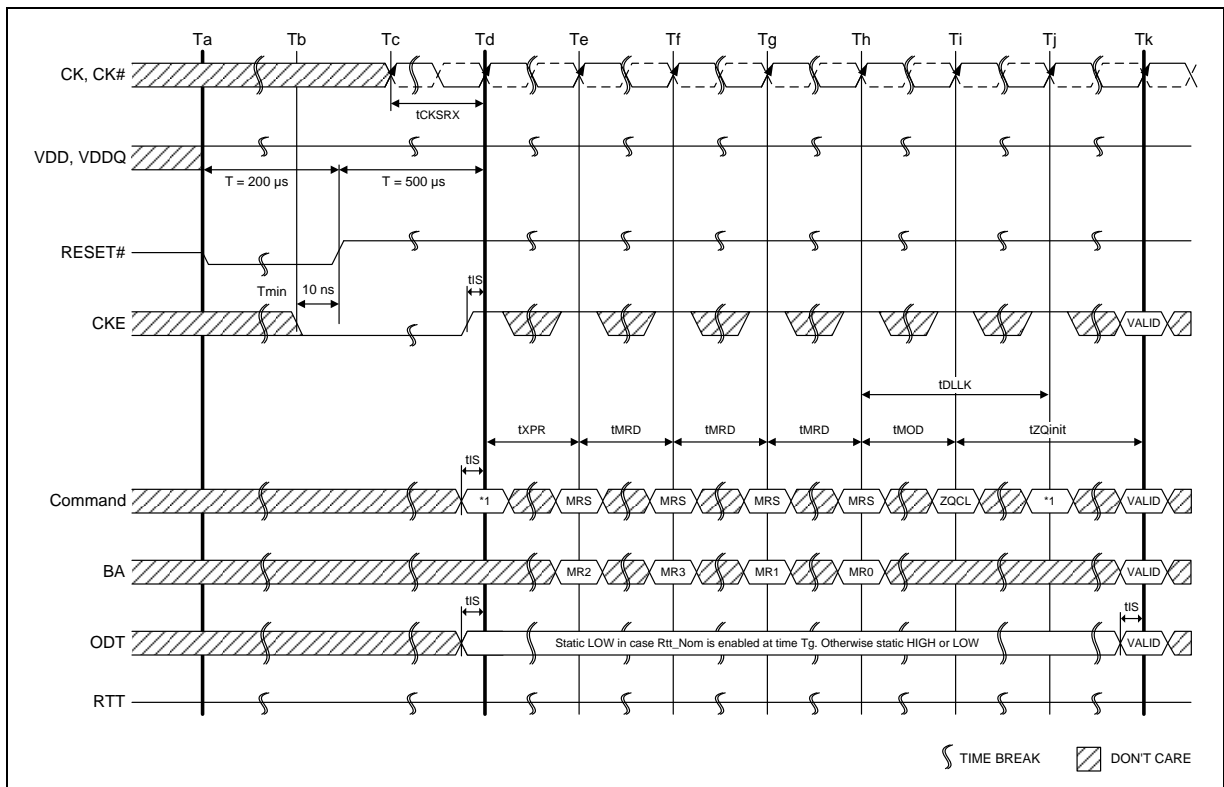 Ta Tb Tc Td Te Tf Tg Th Ti Tj Tk
CK, CK#
tCKSRX
VDD, VDDQ
T = 200 µs T = 500 µs
RESET#
Tmin 10 ns tIS
CKE VALID
tDLLK
tXPR tMRD tMRD tMRD tMOD tZQinit
tIS
Command *1 MRS MRS MRS MRS ZQCL *1 VALID
BA MR2 MR3 MR1 MR0 VALID
tIS tIS
ODT Static LOW in case Rtt_Nom is enabled at time Tg. Otherwise static HIGH or LOW VALID
RTT
TIME BREAK DON'T CARE